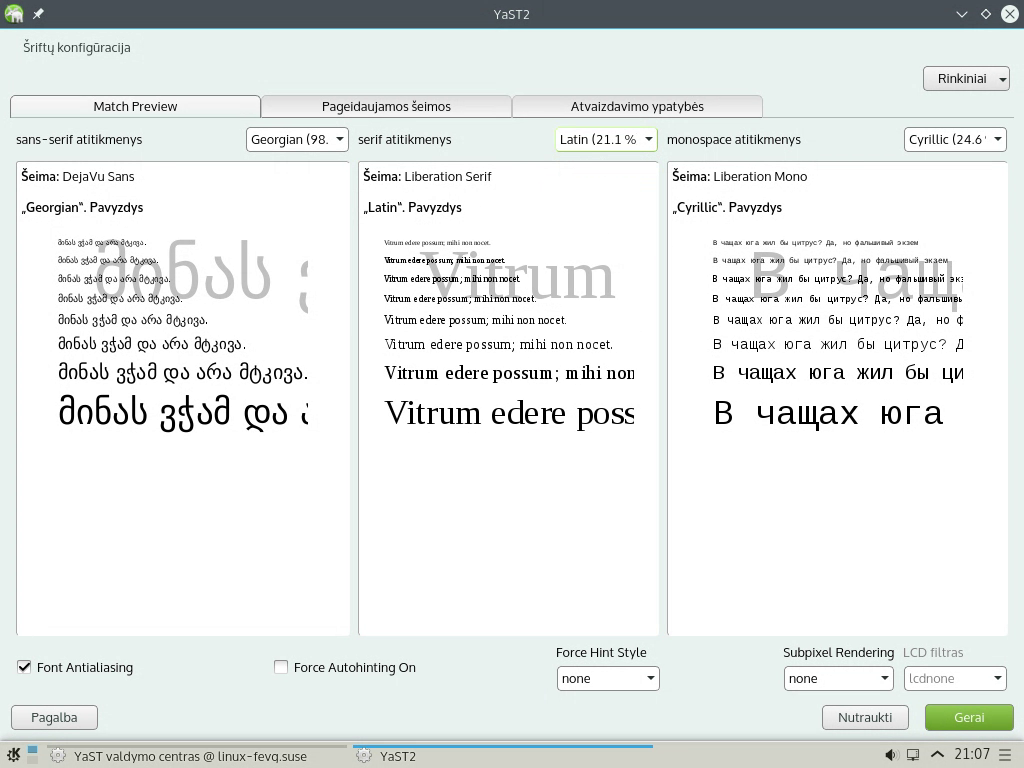 YaST2
Šriftų konfigūracija
Rinkiniai
Match Preview
Pageidaujamos šeimos
Atvaizdavimo ypatybės
sans-serif atitikmenys
Georgian (98.
serif atitikmenys
Latin (21.1 %
monospace atitikmenys
Cyrillic (24.6
Šeima: DejaVu Sans
„Georgian“. Pavyzdys
მინას
მინას ვჭამ და არა მტკივა.
მინას ვჭამ და არა მტკივა.
მინას ვჭამ და არა მტკივა.
მინას ვჭამ და არა მტკივა.
მინას ვჭამ და არა მტკივა.
მინას ვჭამ და არა მტკივა.
მინას ვჭამ და არა მტკივა.
მინას ვჭამ და
Šeima: Liberation Serif
„Latin“. Pavyzdys
Vitrum
Vitrum edere possum; mihi non nocet.
Vitrum edere possum; mihi non nocet.
Vitrum edere possum; mihi non nocet.
Vitrum edere possum; mihi non nocet.
Vitrum edere possum; mihi non nocet.
Vitrum edere possum; mihi non nocet.
Vitrum edere possum; mihi non
Vitrum edere poss
Šeima: Liberation Mono
„Cyrillic“. Pavyzdys
В чащ
В чащах юга жил бы цитрус? Да, но фальшивый экзем
В чащах юга жил бы цитрус? Да, но фальшивый экзем
В чащах юга жил бы цитрус? Да, но фальшивый экз
В чащах юга жил бы цитрус? Да, но фальшивь
В чащах юга жил бы цитрус? Да, но ф
В чащах юга жил бы цитрус? Д
В чащах юга жил бы ци
В чащах юга
Font Antialiasing
Force Autohinting On
Force Hint Style
none
Subpixel Rendering
none
LCD filtras
lcdnone
Pagalba
Nutraukti
Gerai
YaST valdymo centras @ linux-fevq.suse
YaST2
21:07